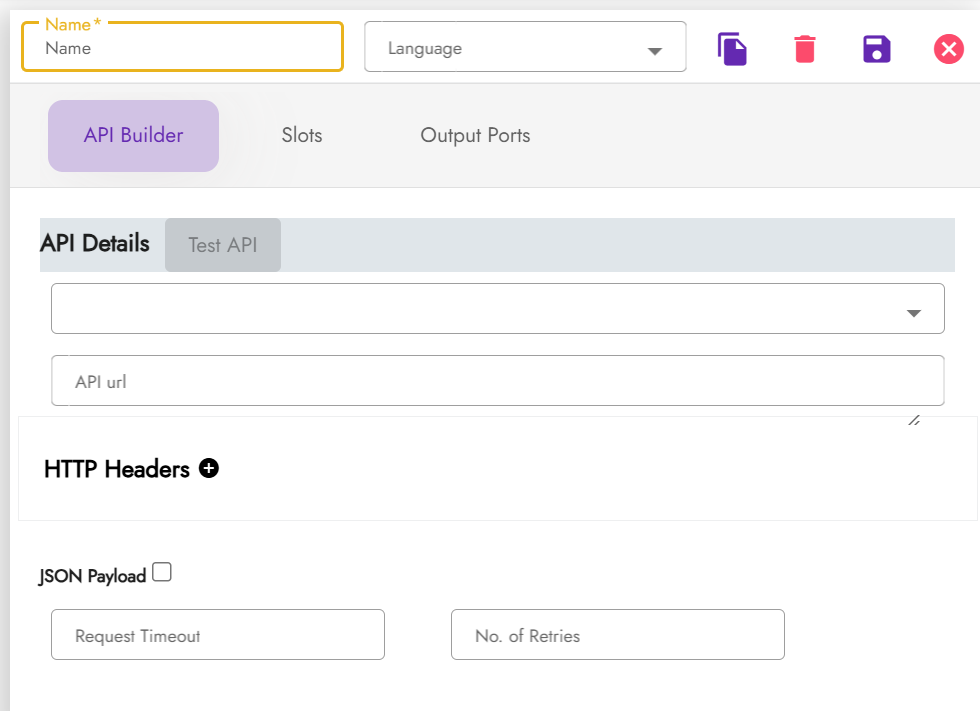 Name*
Name
Language
API Builder
Slots
Output Ports
API Details
Test API
API url
HTTP Headers
JSON Payload
Request Timeout
No. of Retries